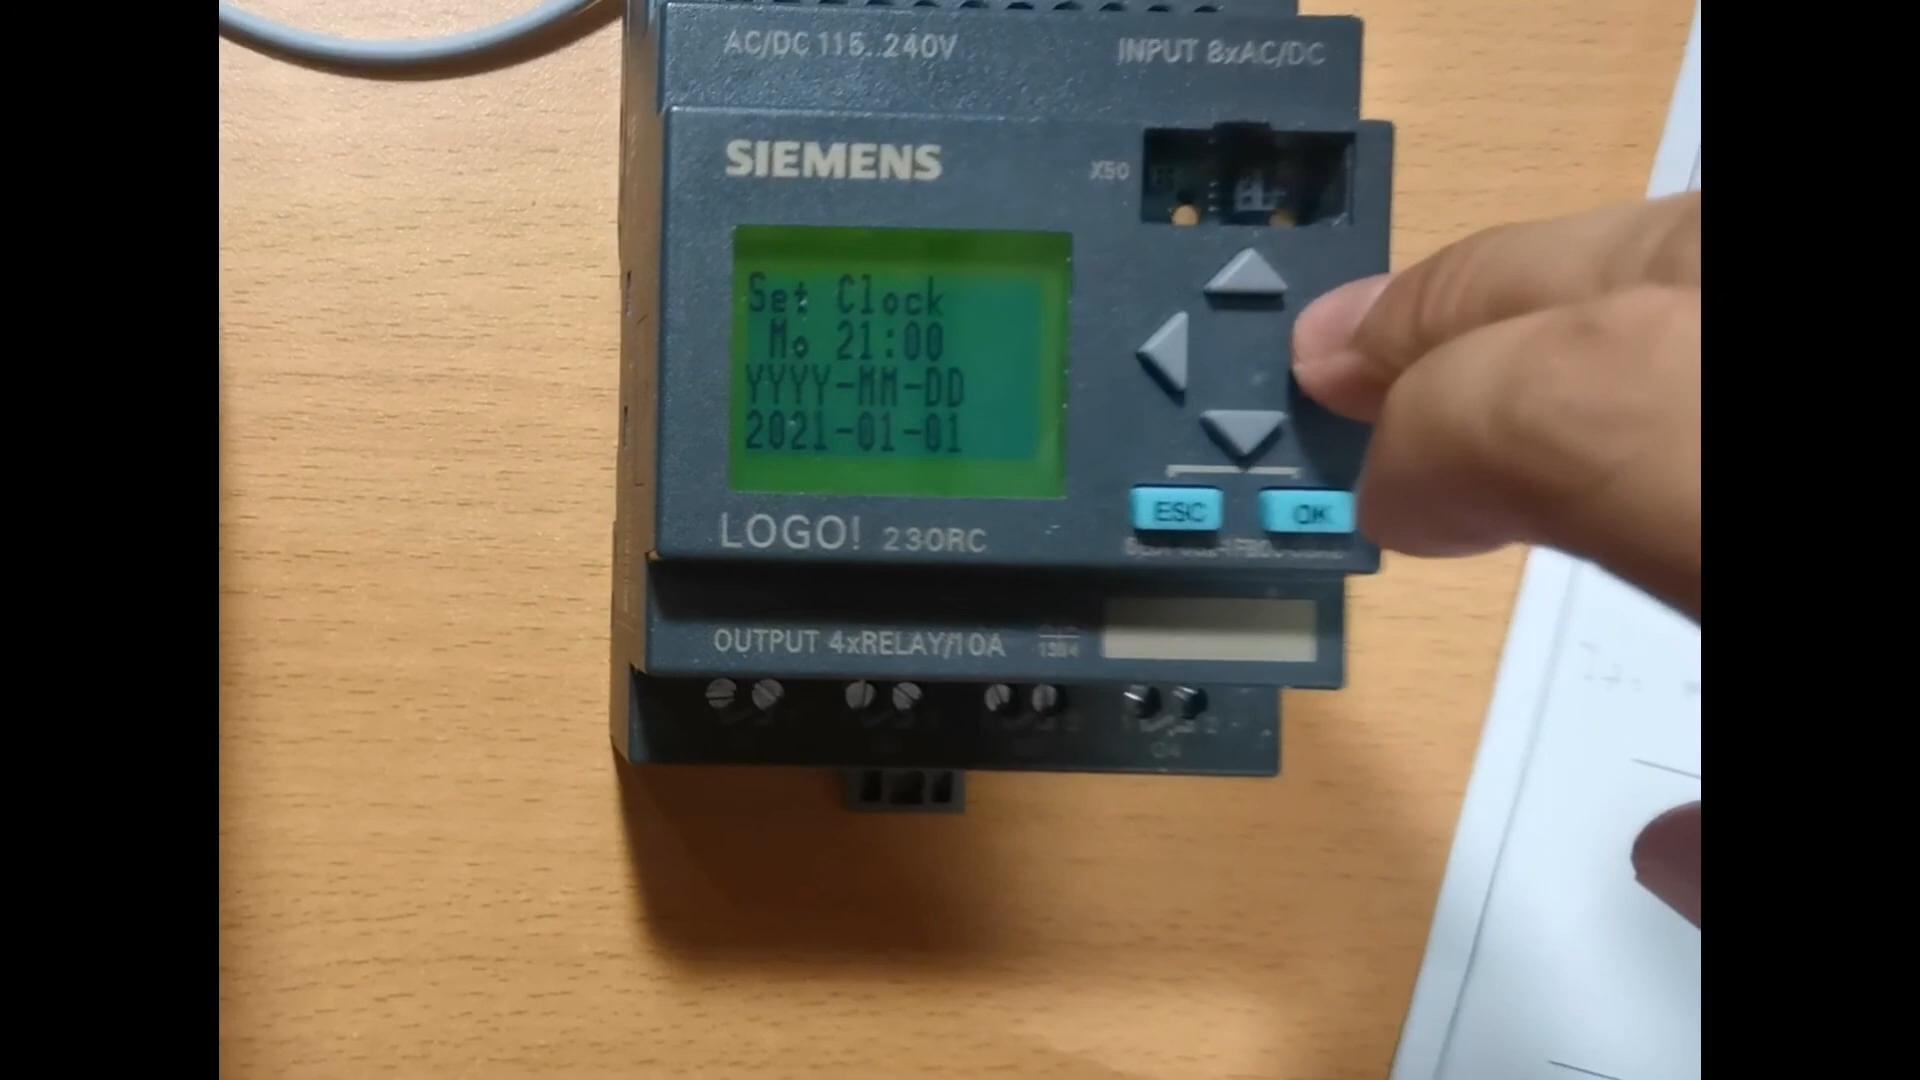 AC/DC 115..240V
INPUT 8xAC/DC
SIEMENS
X50
Set Clock
Mo 21:00
YYYY-MM-DD
2021-01-01
ESC
OK
LOGO! 230RC
OUTPUT 4xRELAY/10A
Q4